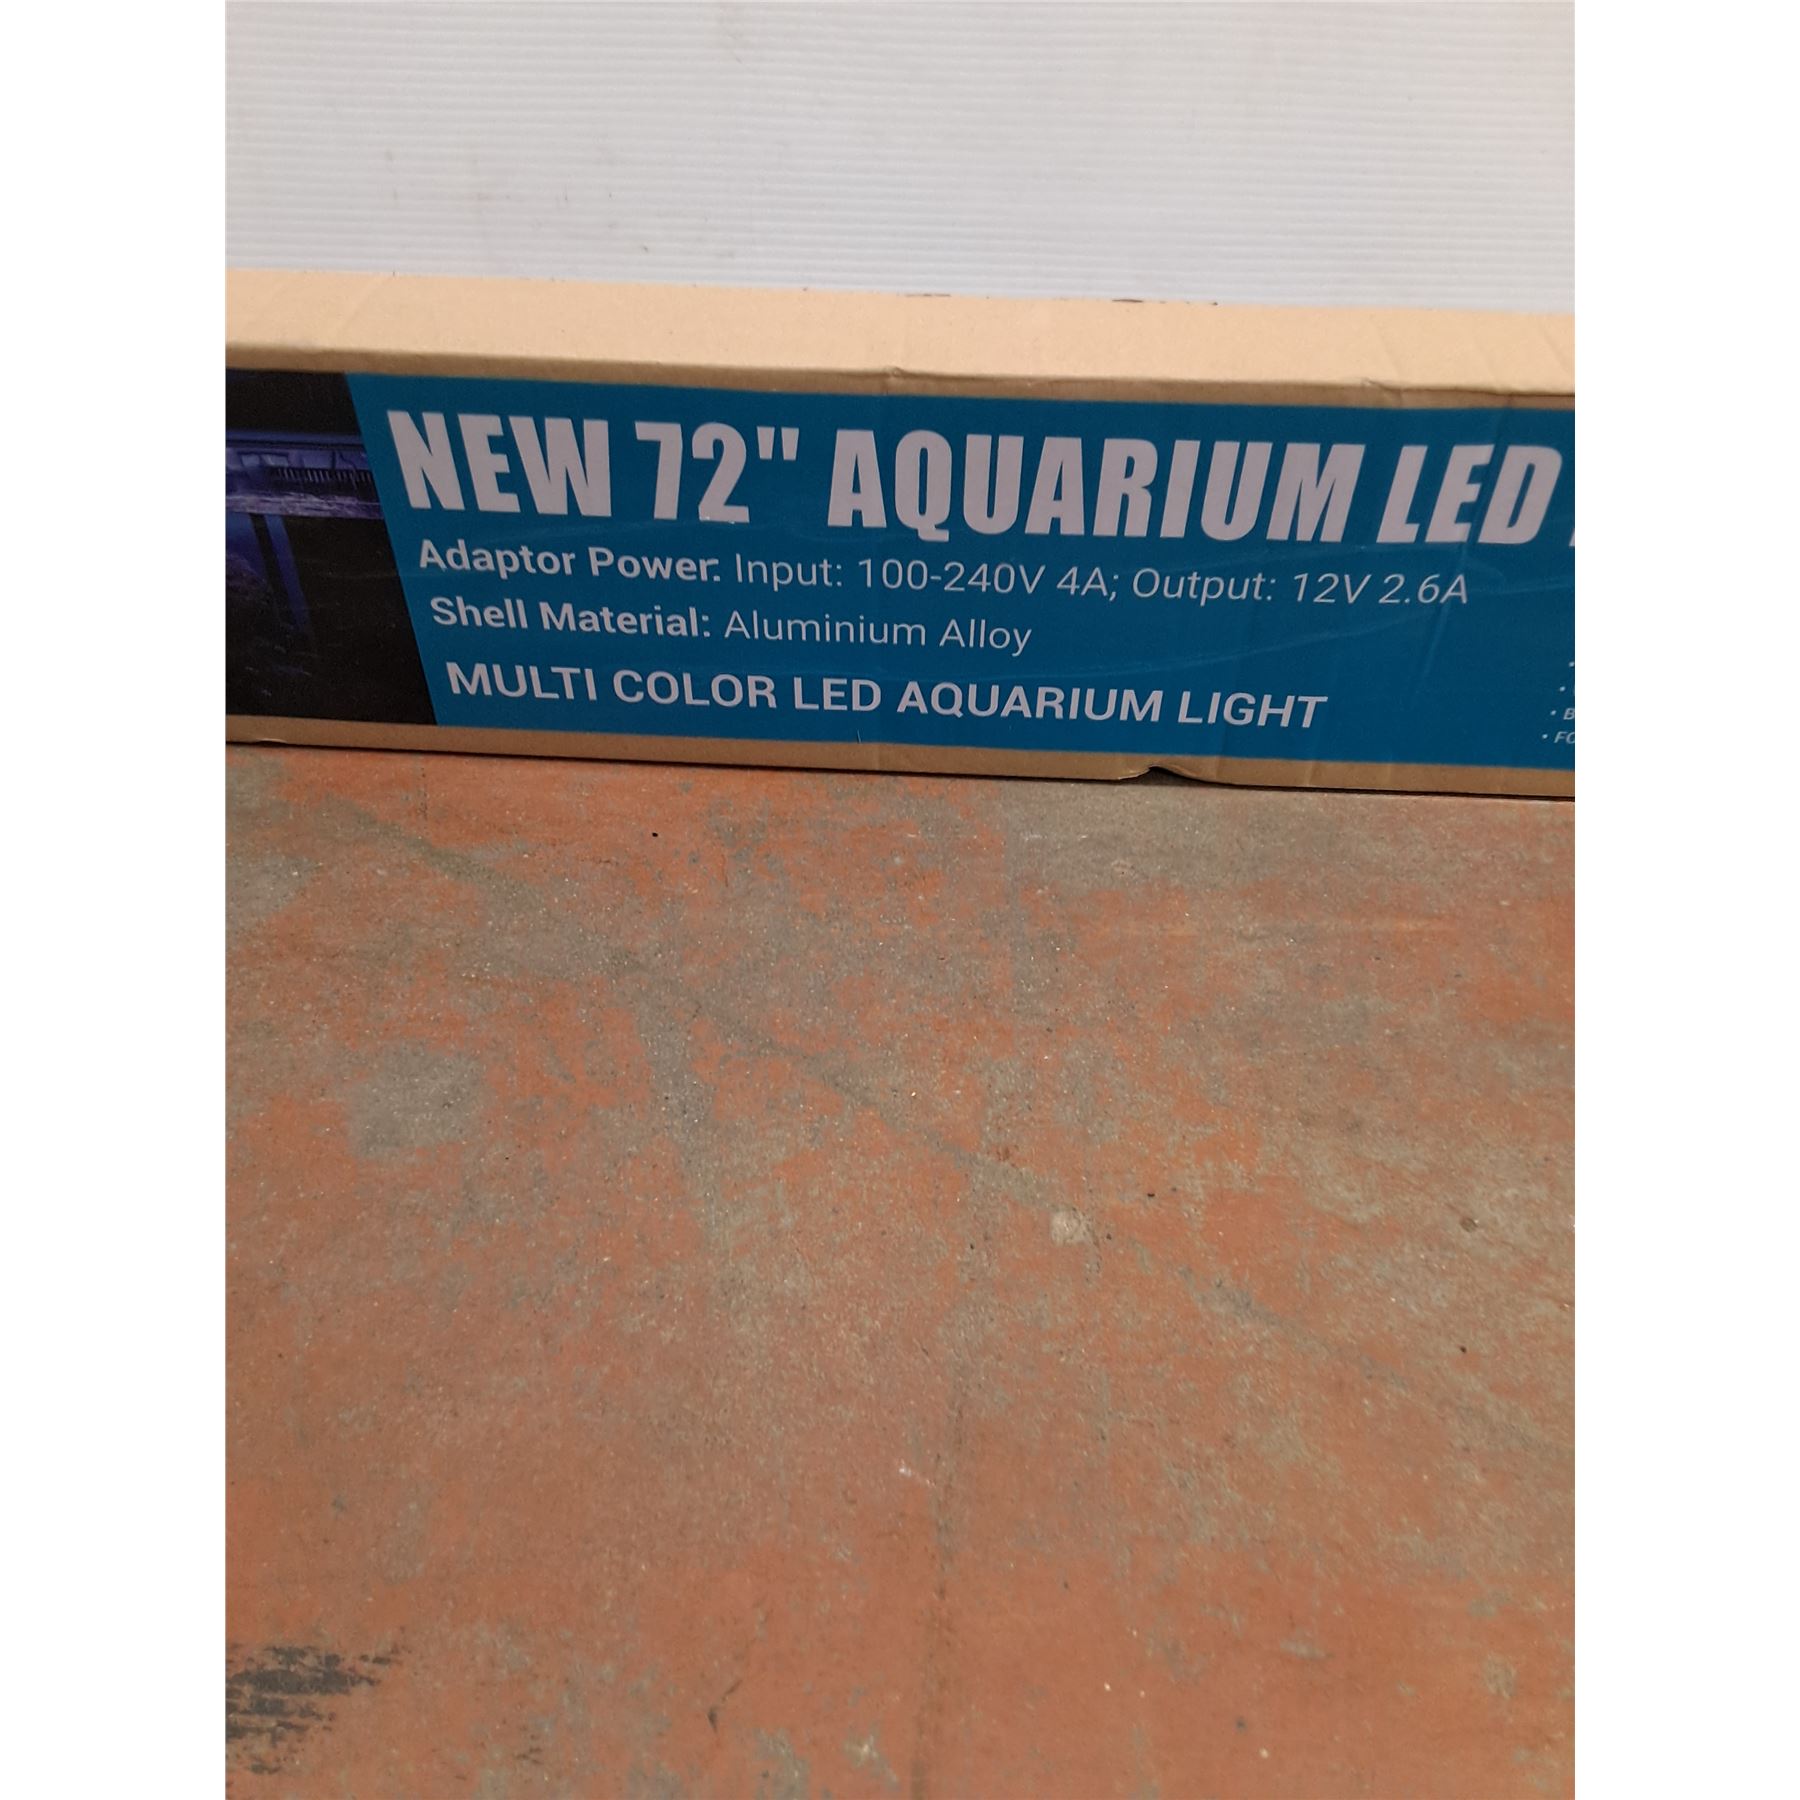 NEW 72" AQUARIUM LED
Adaptor Power: Input: 100-240V 4A; Output: 12V 2.6A
Shell Material: Aluminium Alloy
MULTI COLOR LED AQUARIUM LIGHT